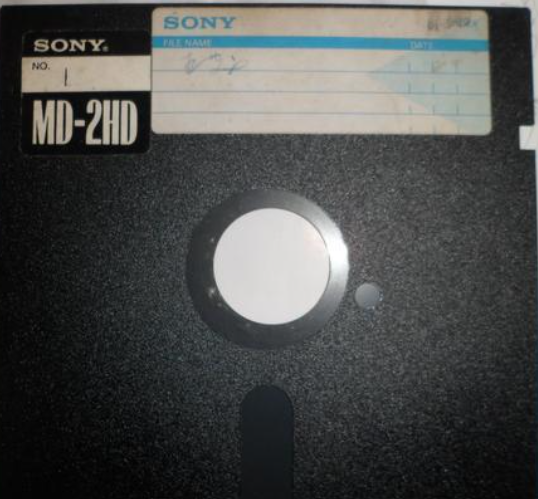 SONY
SONY®
FILE NAME
DATE
NO.
1
MD-2HD